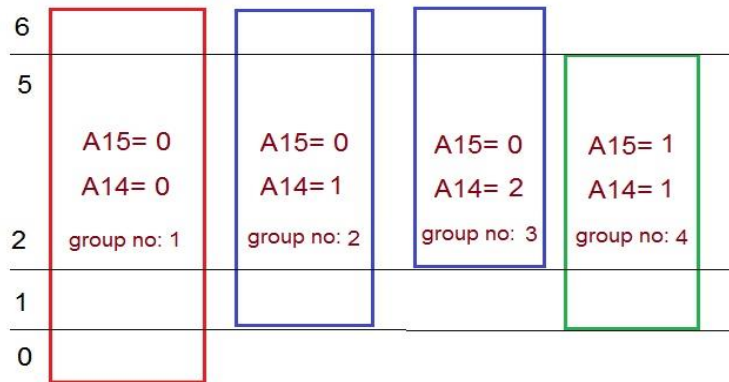 6
5
A15= 0
A14= 0
group no: 1
A15= 0
A14= 1
group no: 2
A15= 0
A14= 2
group no: 3
A15= 1
A14= 1
group no: 4
2
1
0